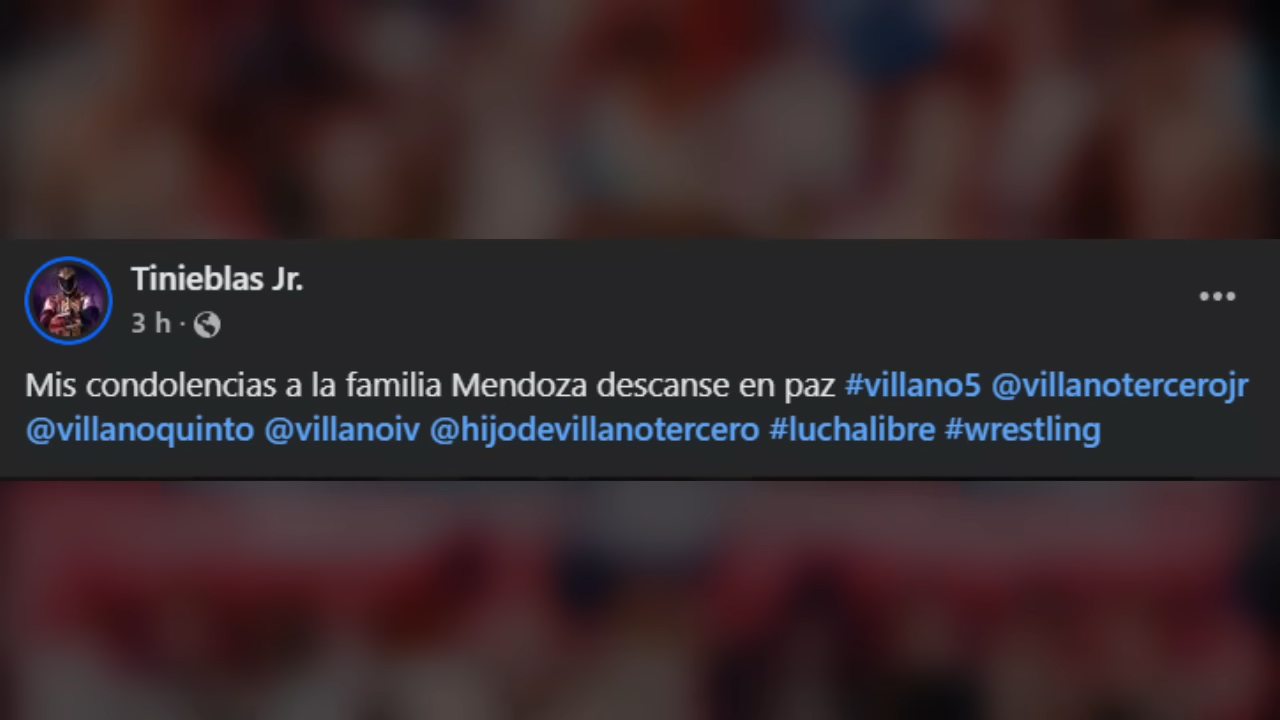 Tinieblas Jr.
3 h ·
Mis condolencias a la familia Mendoza descanse en paz #villano5 @villanotercerojr
@villanoquinto @villanoiv @hijodevillanotercero #luchalibre #wrestling